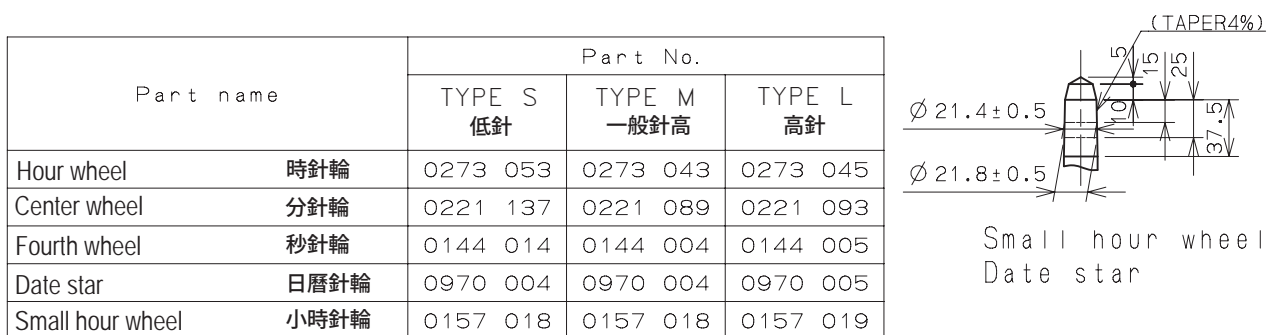 Part name Part No.
TYPE S TYPE M TYPE L
低針 一般針高 高針
Hour wheel 時針輪 0273 053 0273 043 0273 045
Center wheel 分針輪 0221 137 0221 089 0221 093
Fourth wheel 秒針輪 0144 014 0144 004 0144 005
Date star 日曆針輪 0970 004 0970 004 0970 005
Small hour wheel 小時針輪 0157 018 0157 018 0157 019
(TAPER4%)
5
15
25
10
37.5
Ø 21.4±0.5
Ø 21.8±0.5
Small hour wheel
Date star